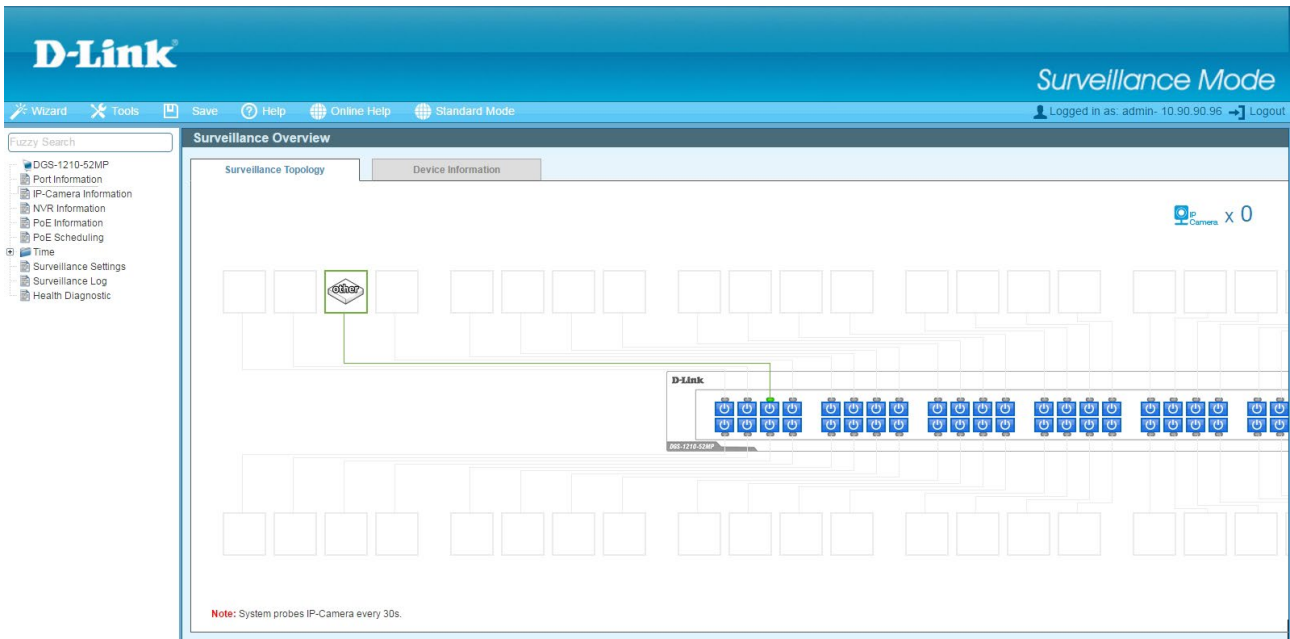 D-Link
Surveillance Mode
Wizard Tools Save Help Online Help Standard Mode
Logged in as: admin- 10.90.90.96 Logout
Fuzzy Search
DGS-1210-52MP
Port Information
IP-Camera Information
NVR Information
PoE Information
PoE Scheduling
Time
Surveillance Settings
Surveillance Log
Health Diagnostic
Surveillance Overview
Surveillance Topology Device Information
IP
Camera x 0
other
D-Link
DGS-1210-52MP
Note: System probes IP-Camera every 30s.